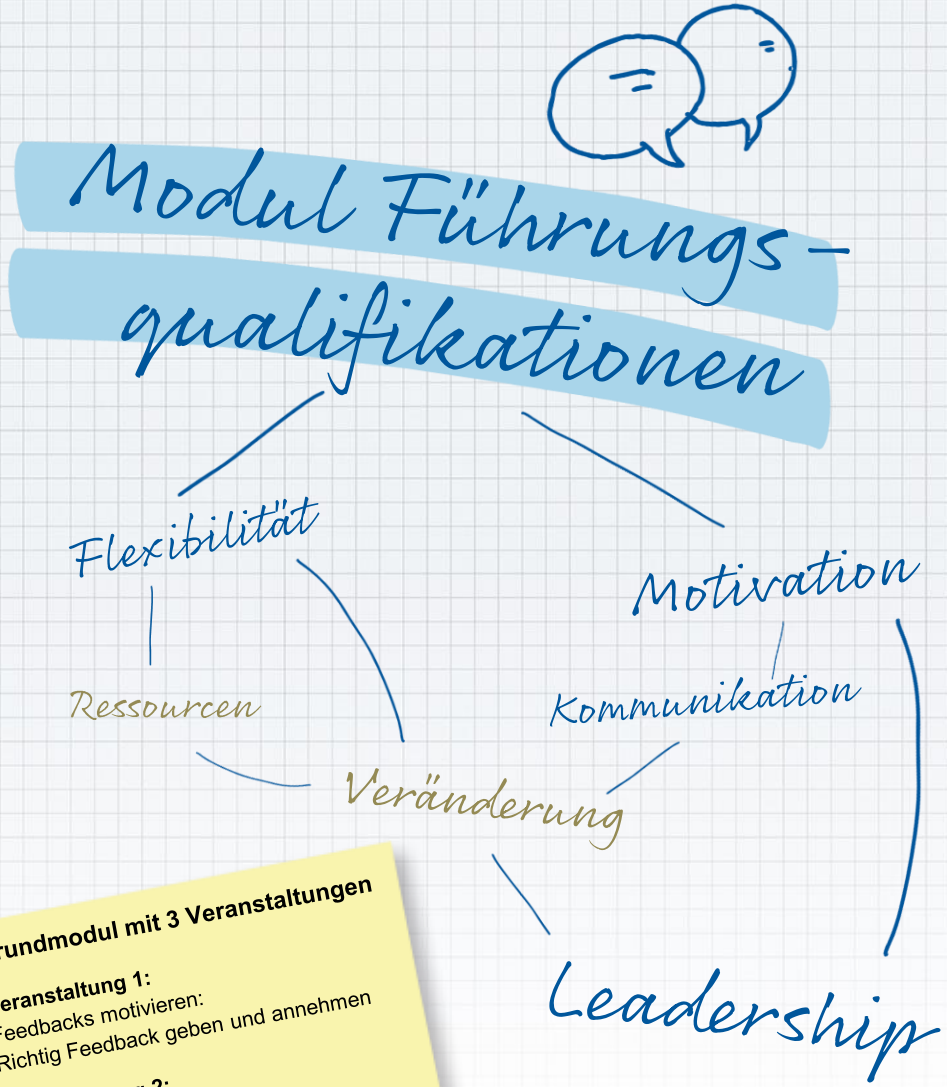 Modul Führungs-
qualifikationen
Flexibilität
Motivation
Ressourcen
Kommunikation
Veränderung
Leadership
rundmodul mit 3 Veranstaltungen
eranstaltung 1:
Feedbacks motivieren:
Richtig Feedback geben und annehmen
2: